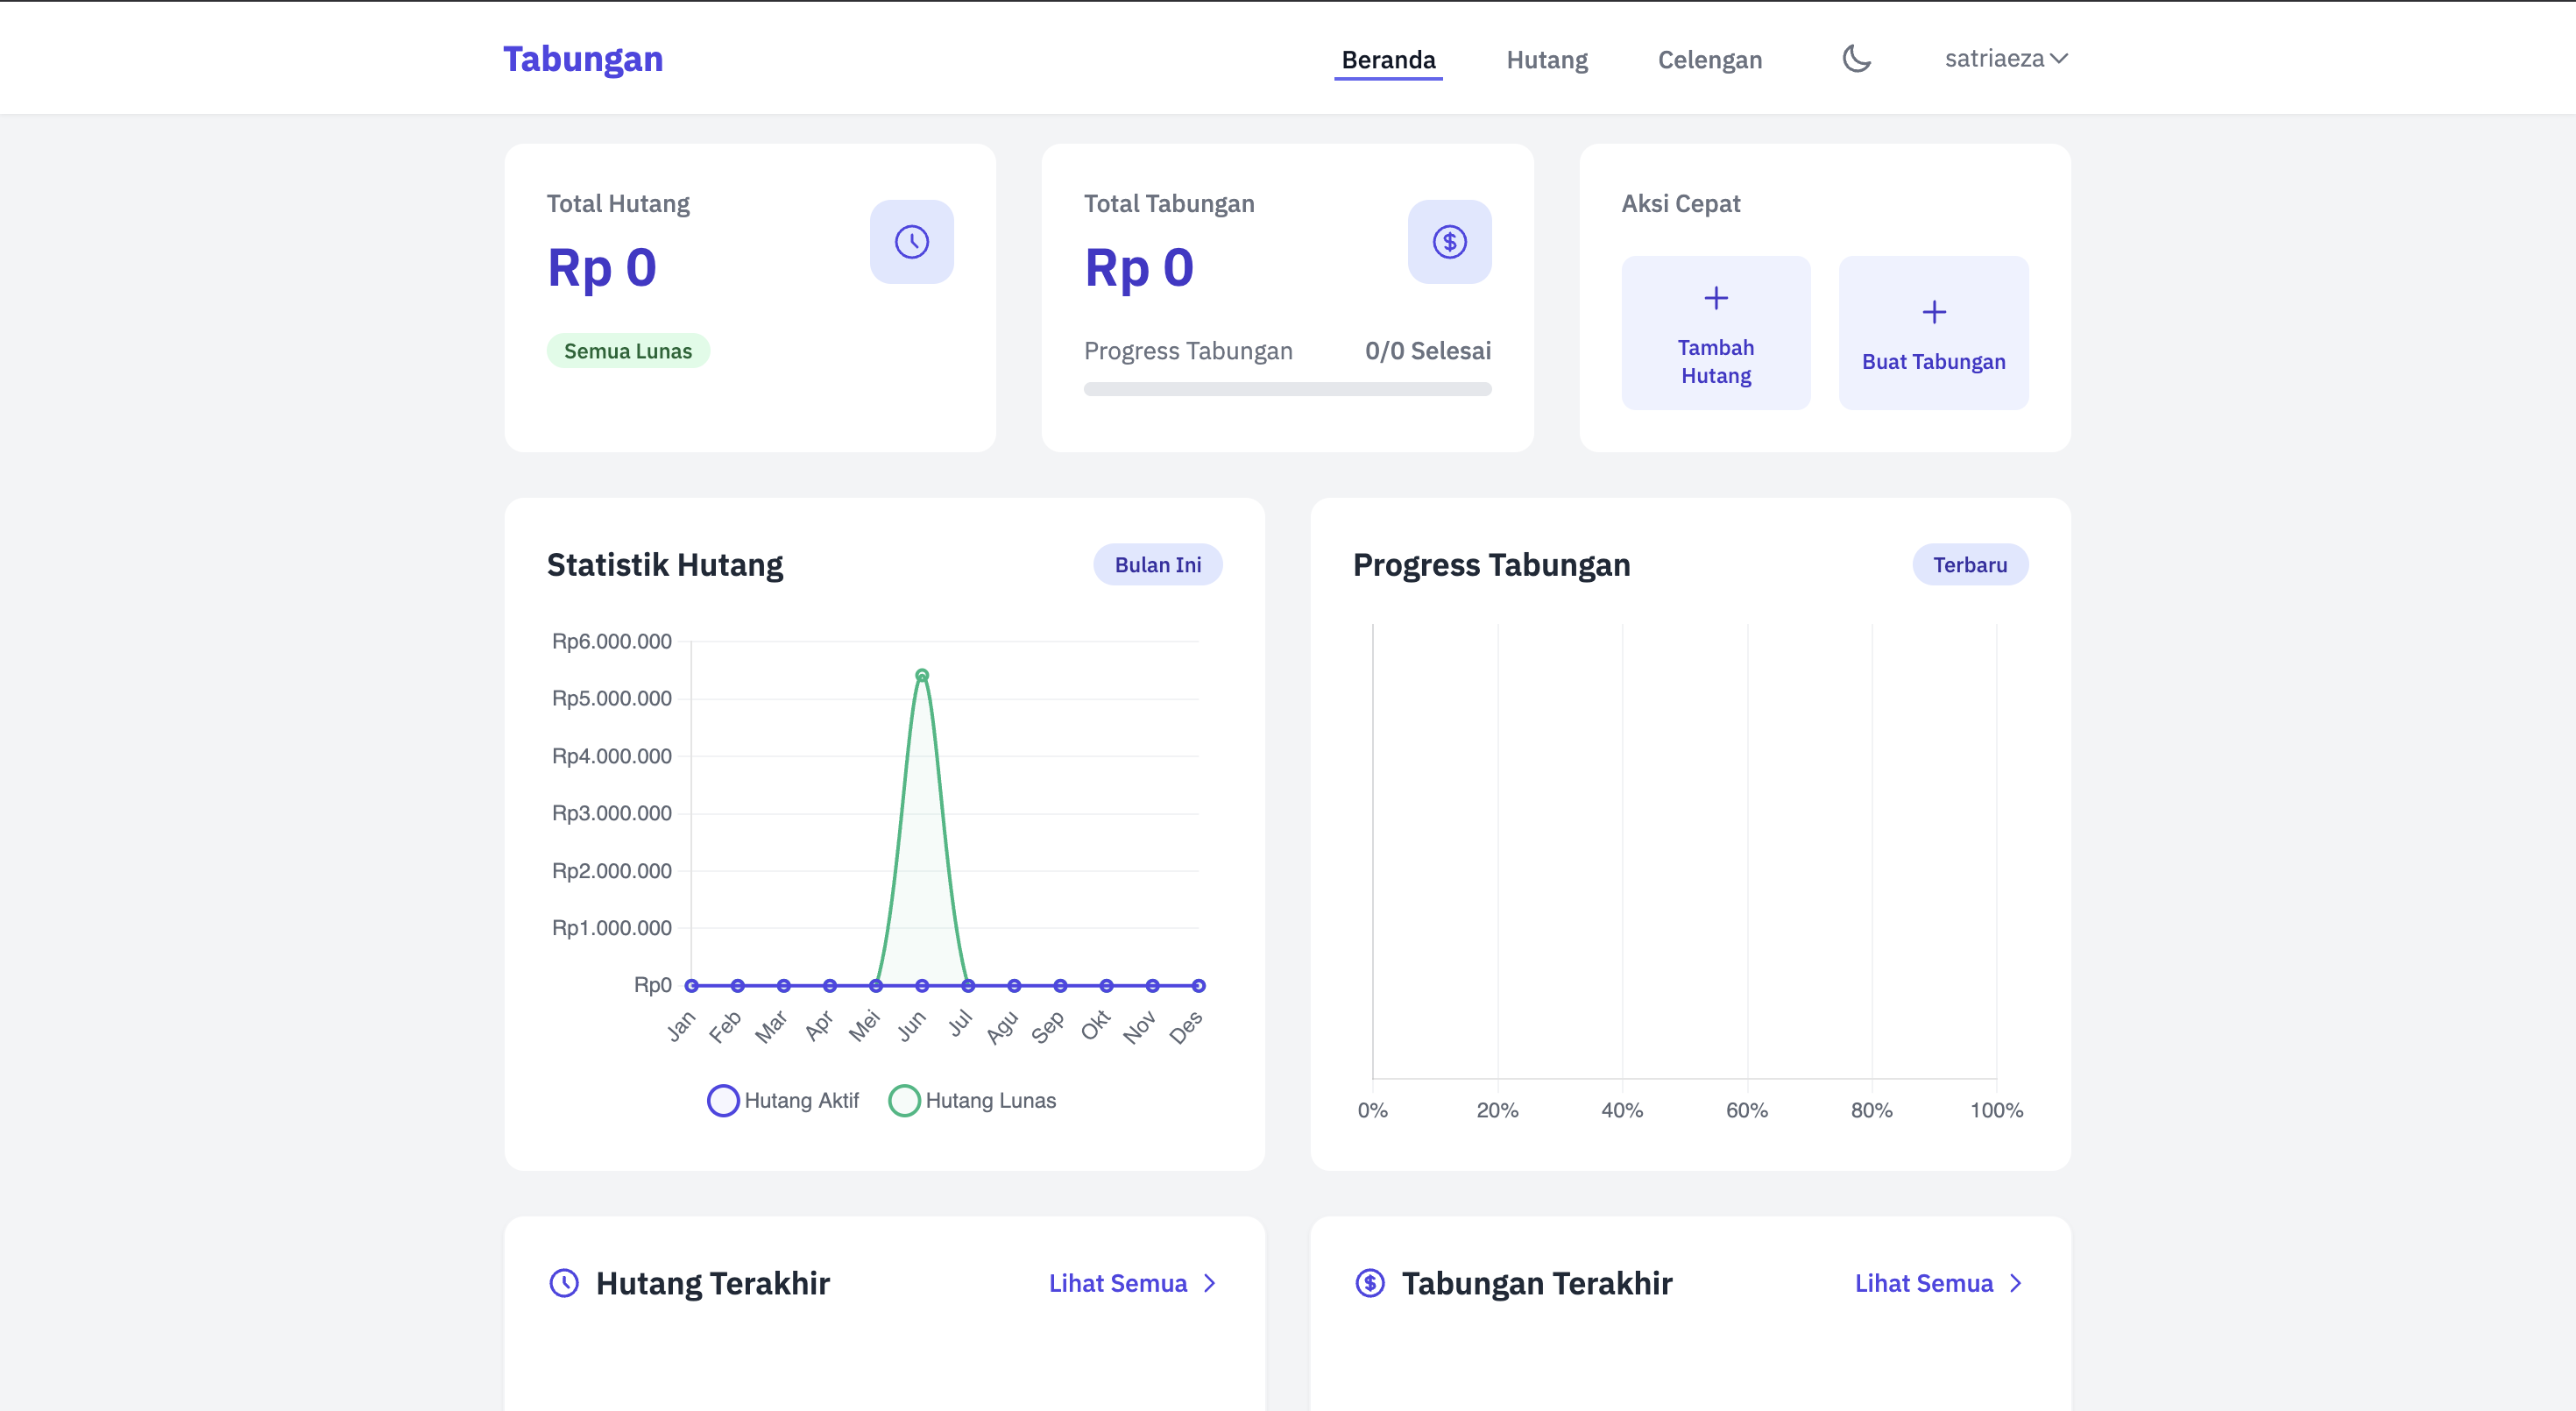 Tabungan
Beranda
Hutang
Celengan
satriaeza
Total Hutang
Rp 0
Semua Lunas
Total Tabungan
Rp 0
Progress Tabungan
0/0 Selesai
Aksi Cepat
Tambah
Hutang
Buat Tabungan
Statistik Hutang
Bulan Ini
Rp6.000.000
Rp5.000.000
Rp4.000.000
Rp3.000.000
Rp2.000.000
Rp1.000.000
Rp0
Jan
Feb
Mar
Apr
Mei
Jun
Jul
Agu
Sep
Okt
Nov
Des
Hutang Aktif
Hutang Lunas
Progress Tabungan
Terbaru
0%
20%
40%
60%
80%
100%
Hutang Terakhir
Lihat Semua
Tabungan Terakhir
Lihat Semua